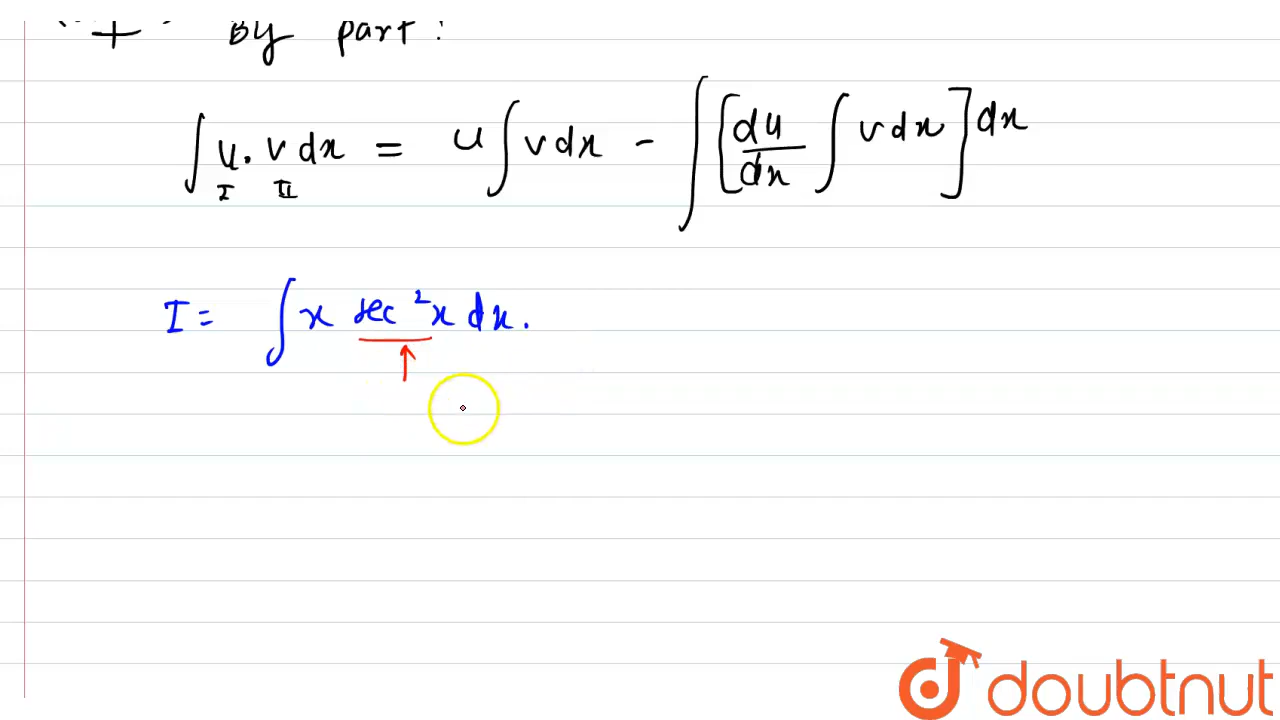 By part :
∫ u . v dx = u ∫ v dx - ∫ [ du/dx ∫ v dx ] dx
I II
I = ∫ x sec²x dx .
doubtnut